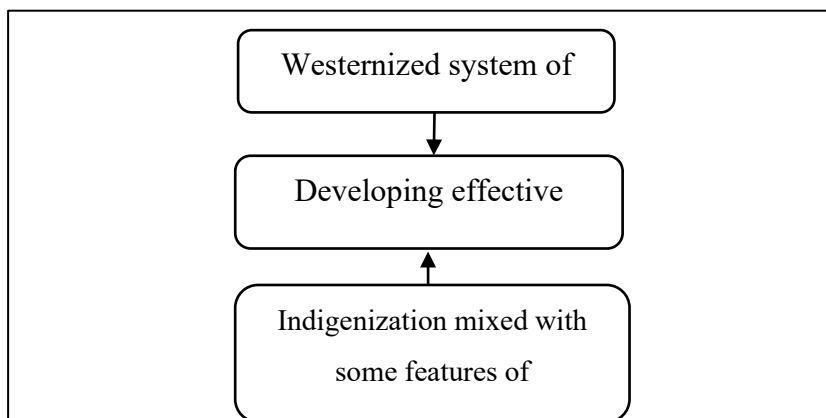 Westernized system of
Developing effective
Indigenization mixed with
some features of